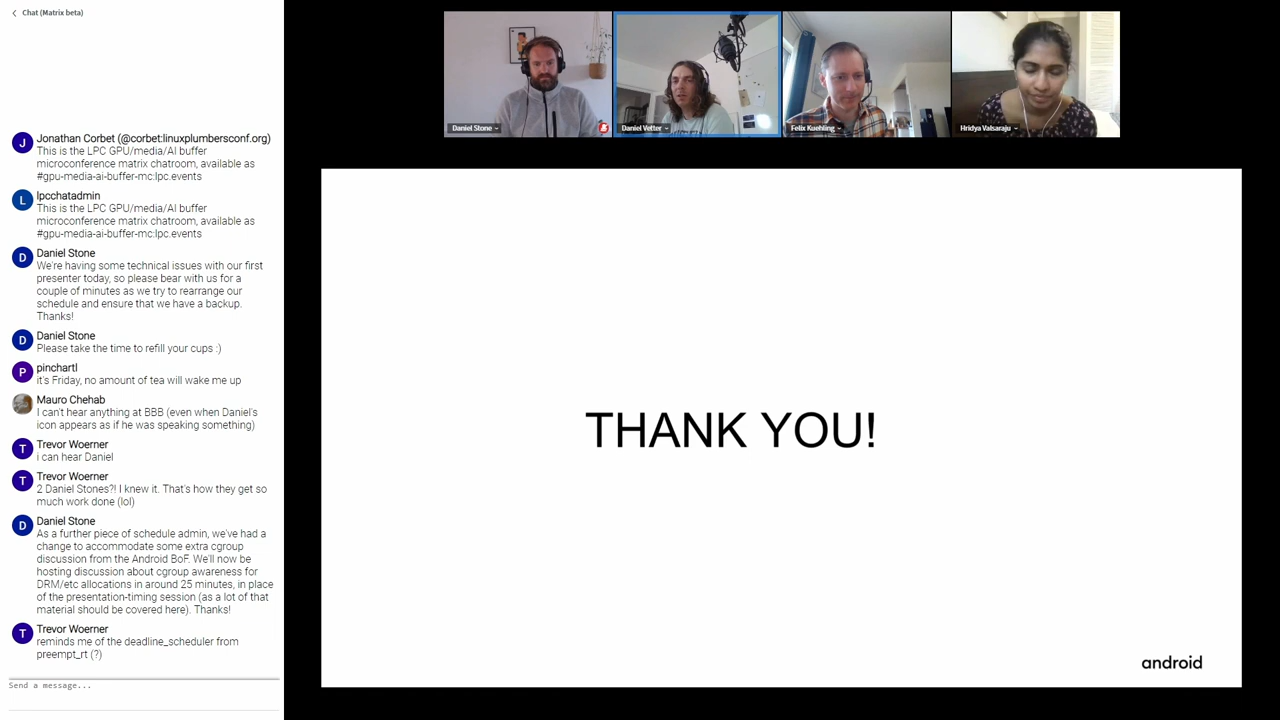 Chat (Matrix beta)
J
Jonathan Corbet (@corbet:linuxplumbersconf.org)
This is the LPC GPU/media/AI buffer
microconference matrix chatroom, available as
#gpu-media-ai-buffer-mc:lpc.events
L
lpcchatadmin
This is the LPC GPU/media/AI buffer
microconference matrix chatroom, available as
#gpu-media-ai-buffer-mc:lpc.events
D
Daniel Stone
We're having some technical issues with our first
presenter today, so please bear with us for a
couple of minutes as we try to rearrange our
schedule and ensure that we have a backup.
Thanks!
D
Daniel Stone
Please take the time to refill your cups :)
P
pinchartl
it's Friday, no amount of tea will wake me up
Mauro Chehab
I can't hear anything at BBB (even when Daniel's
icon appears as if he was speaking something)
T
Trevor Woerner
i can hear Daniel
T
Trevor Woerner
2 Daniel Stones?! I knew it. That's how they get so
much work done (lol)
D
Daniel Stone
As a further piece of schedule admin, we've had a
change to accommodate some extra cgroup
discussion from the Android BoF. We'll now be
hosting discussion about cgroup awareness for
DRM/etc allocations in around 25 minutes, in place
of the presentation-timing session (as a lot of that
material should be covered here). Thanks!
T
Trevor Woerner
reminds me of the deadline_scheduler from
preempt_rt (?)
Send a message...
Daniel Stone
Daniel Vetter
Felix Kuehling
Hridya Valsaraju
THANK YOU!
android